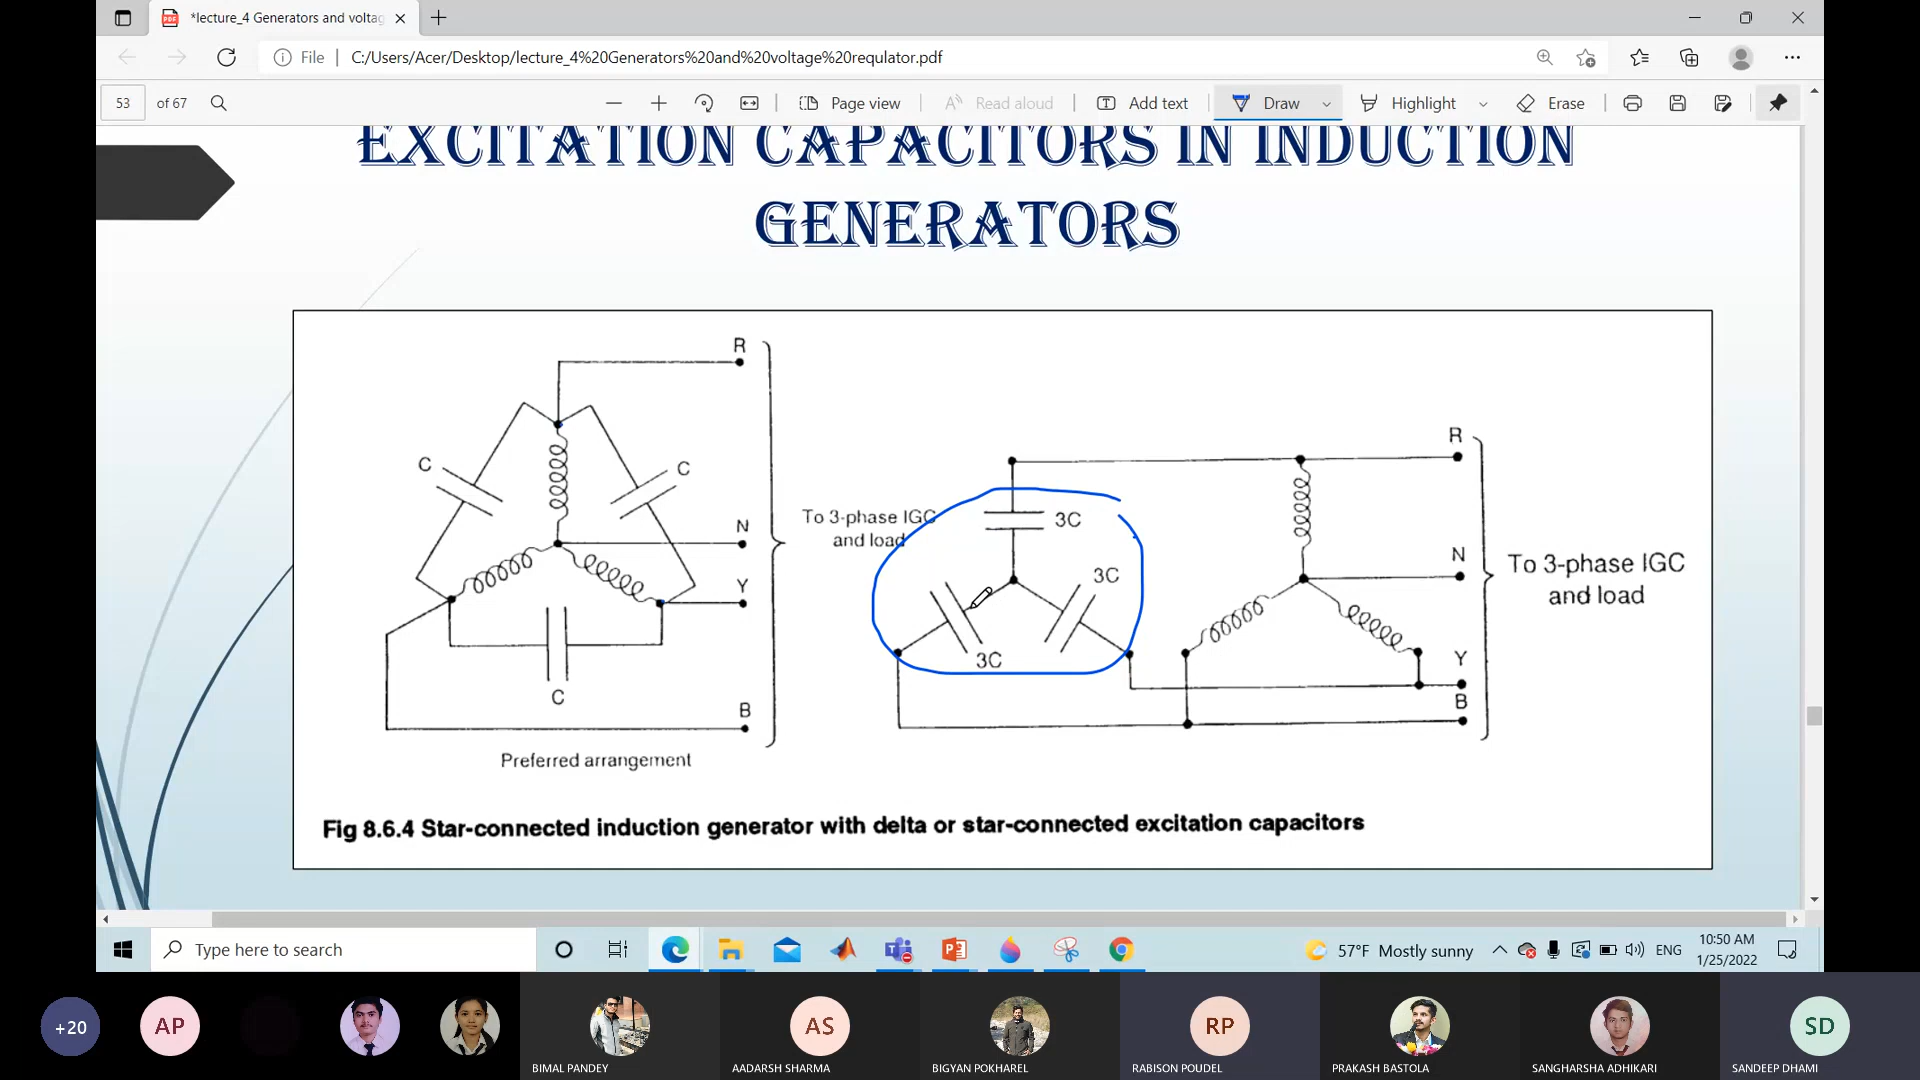 *lecture_4 Generators and voltag
File
C:/Users/Acer/Desktop/lecture_4%20Generators%20and%20voltage%20requlator.pdf
53 of 67
Page view
Read aloud
Add text
Draw
Highlight
Erase
EXCITATION CAPACITORS IN INDUCTION
GENERATORS
R
C
C
N
Y
C
B
To 3-phase IGC
and load
Preferred arrangement
R
3C
3C
3C
N
Y
B
To 3-phase IGC
and load
Fig 8.6.4 Star-connected induction generator with delta or star-connected excitation capacitors
Type here to search
57°F Mostly sunny
ENG
10:50 AM
1/25/2022
+20
AP
AS
RP
SD
BIMAL PANDEY
AADARSH SHARMA
BIGYAN POKHAREL
RABISON POUDEL
PRAKASH BASTOLA
SANGHARSHA ADHIKARI
SANDEEP DHAMI